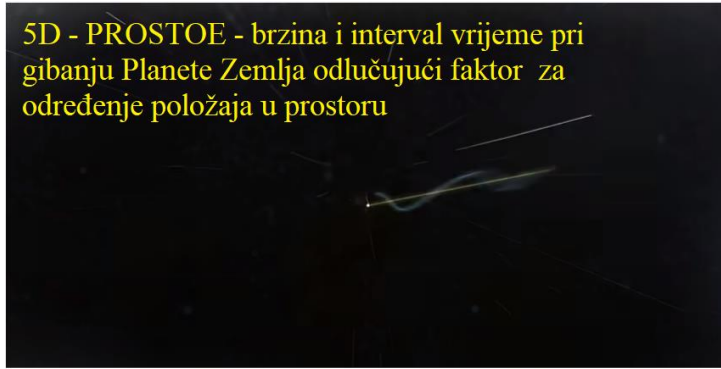 5D - PROSTOE - brzina i interval vrijeme pri
gibanju Planete Zemlja odlučujući faktor za
određenje položaja u prostoru